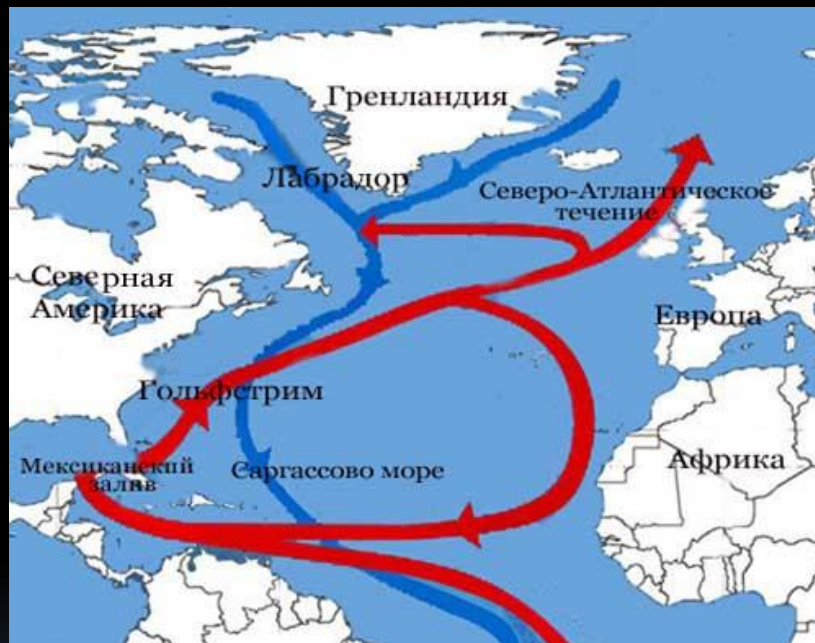 Гренландия
Лабрадор
Северо-Атлантическое
течение
Северная
Америка
Европа
Гольфстрим
Мексиканский
залив
Саргассово море
Африка